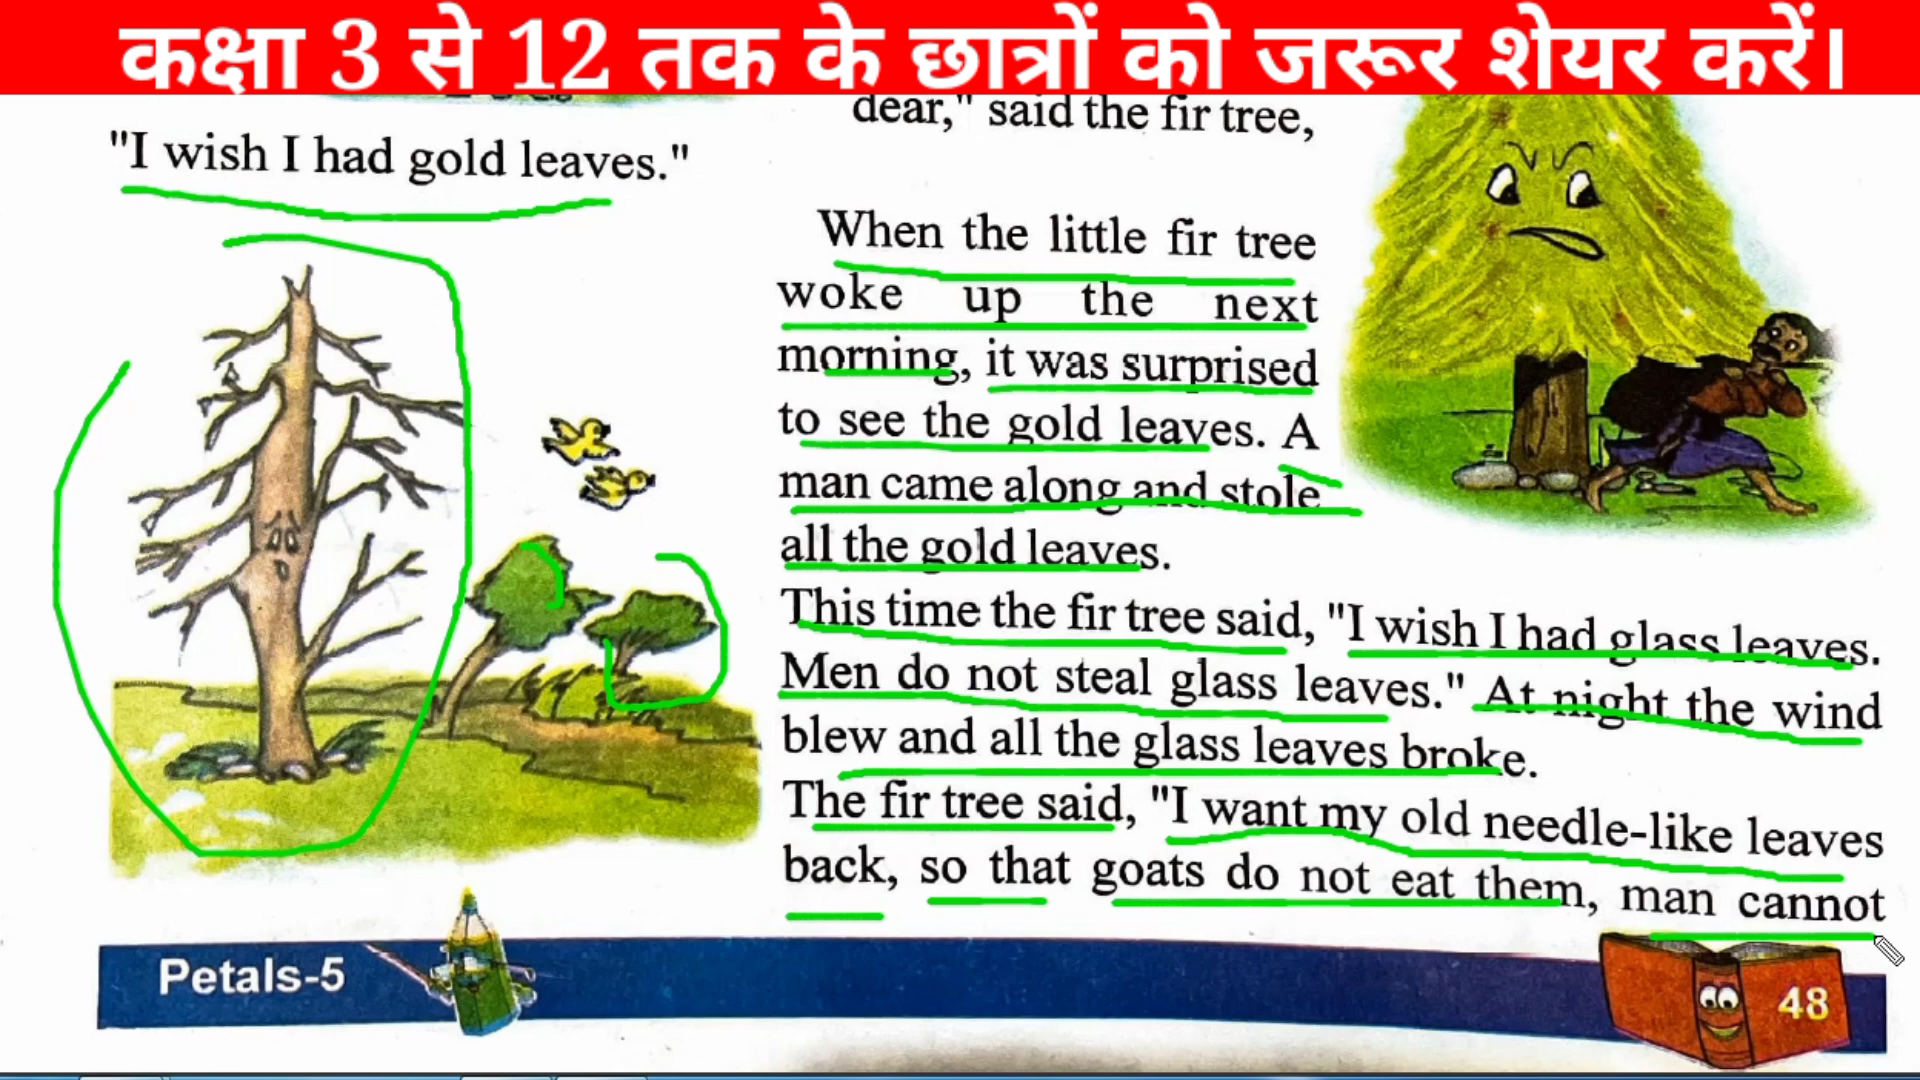 कक्षा 3 से 12 तक के छात्रों को जरूर शेयर करें।
"I wish I had gold leaves."
dear," said the fir tree,
When the little fir tree
woke up the next
morning, it was surprised
to see the gold leaves. A
man came along and stole
all the gold leaves.
This time the fir tree said, "I wish I had glass leaves.
Men do not steal glass leaves." At night the wind
blew and all the glass leaves broke.
The fir tree said, "I want my old needle-like leaves
back, so that goats do not eat them, man cannot
Petals-5
48